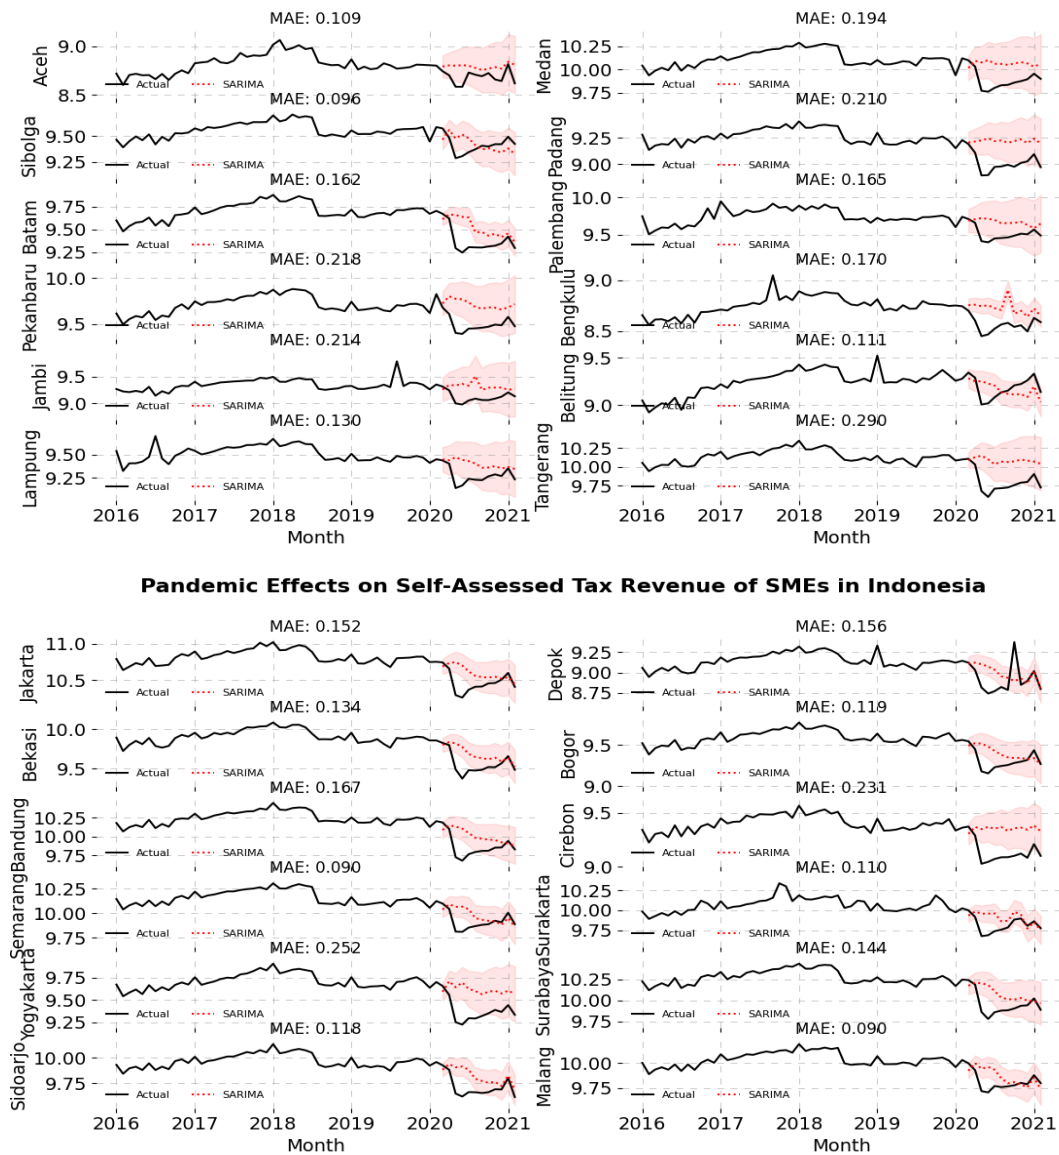 MAE: 0.109
9.0
8.5
Aceh
Actual
SARIMA
MAE: 0.194
10.25
10.00
9.75
Medan
Actual
SARIMA
MAE: 0.096
9.50
9.25
Sibolga
Actual
SARIMA
MAE: 0.210
9.25
9.00
Padang
Actual
SARIMA
MAE: 0.162
9.75
9.50
9.25
Batam
Actual
SARIMA
MAE: 0.165
10.0
9.5
Palembang
Actual
SARIMA
MAE: 0.218
10.0
9.5
Pekanbaru
Actual
SARIMA
MAE: 0.170
9.0
8.5
Bengkulu
Actual
SARIMA
MAE: 0.214
9.5
9.0
Jambi
Actual
SARIMA
MAE: 0.111
9.5
9.0
Belitung
Actual
SARIMA
MAE: 0.130
9.50
9.25
Lampung
Actual
SARIMA
MAE: 0.290
10.25
10.00
9.75
Tangerang
Actual
SARIMA
2016 2017 2018 2019 2020 2021
Month
2016 2017 2018 2019 2020 2021
Month
Pandemic Effects on Self-Assessed Tax Revenue of SMEs in Indonesia
MAE: 0.152
11.0
10.5
Jakarta
Actual
SARIMA
MAE: 0.156
9.25
9.00
8.75
Depok
Actual
SARIMA
MAE: 0.134
10.0
9.5
Bekasi
Actual
SARIMA
MAE: 0.119
9.5
9.0
Bogor
Actual
SARIMA
MAE: 0.167
10.25
10.00
9.75
Bandung
Actual
SARIMA
MAE: 0.231
9.5
9.0
Cirebon
Actual
SARIMA
MAE: 0.090
10.25
10.00
9.75
Semarang
Actual
SARIMA
MAE: 0.110
10.25
10.00
9.75
Surakarta
Actual
SARIMA
MAE: 0.252
9.75
9.50
9.25
Yogyakarta
Actual
SARIMA
MAE: 0.144
10.25
10.00
9.75
Surabaya
Actual
SARIMA
MAE: 0.118
10.00
9.75
Sidoarjo
Actual
SARIMA
MAE: 0.090
10.00
9.75
Malang
Actual
SARIMA
2016 2017 2018 2019 2020 2021
Month
2016 2017 2018 2019 2020 2021
Month